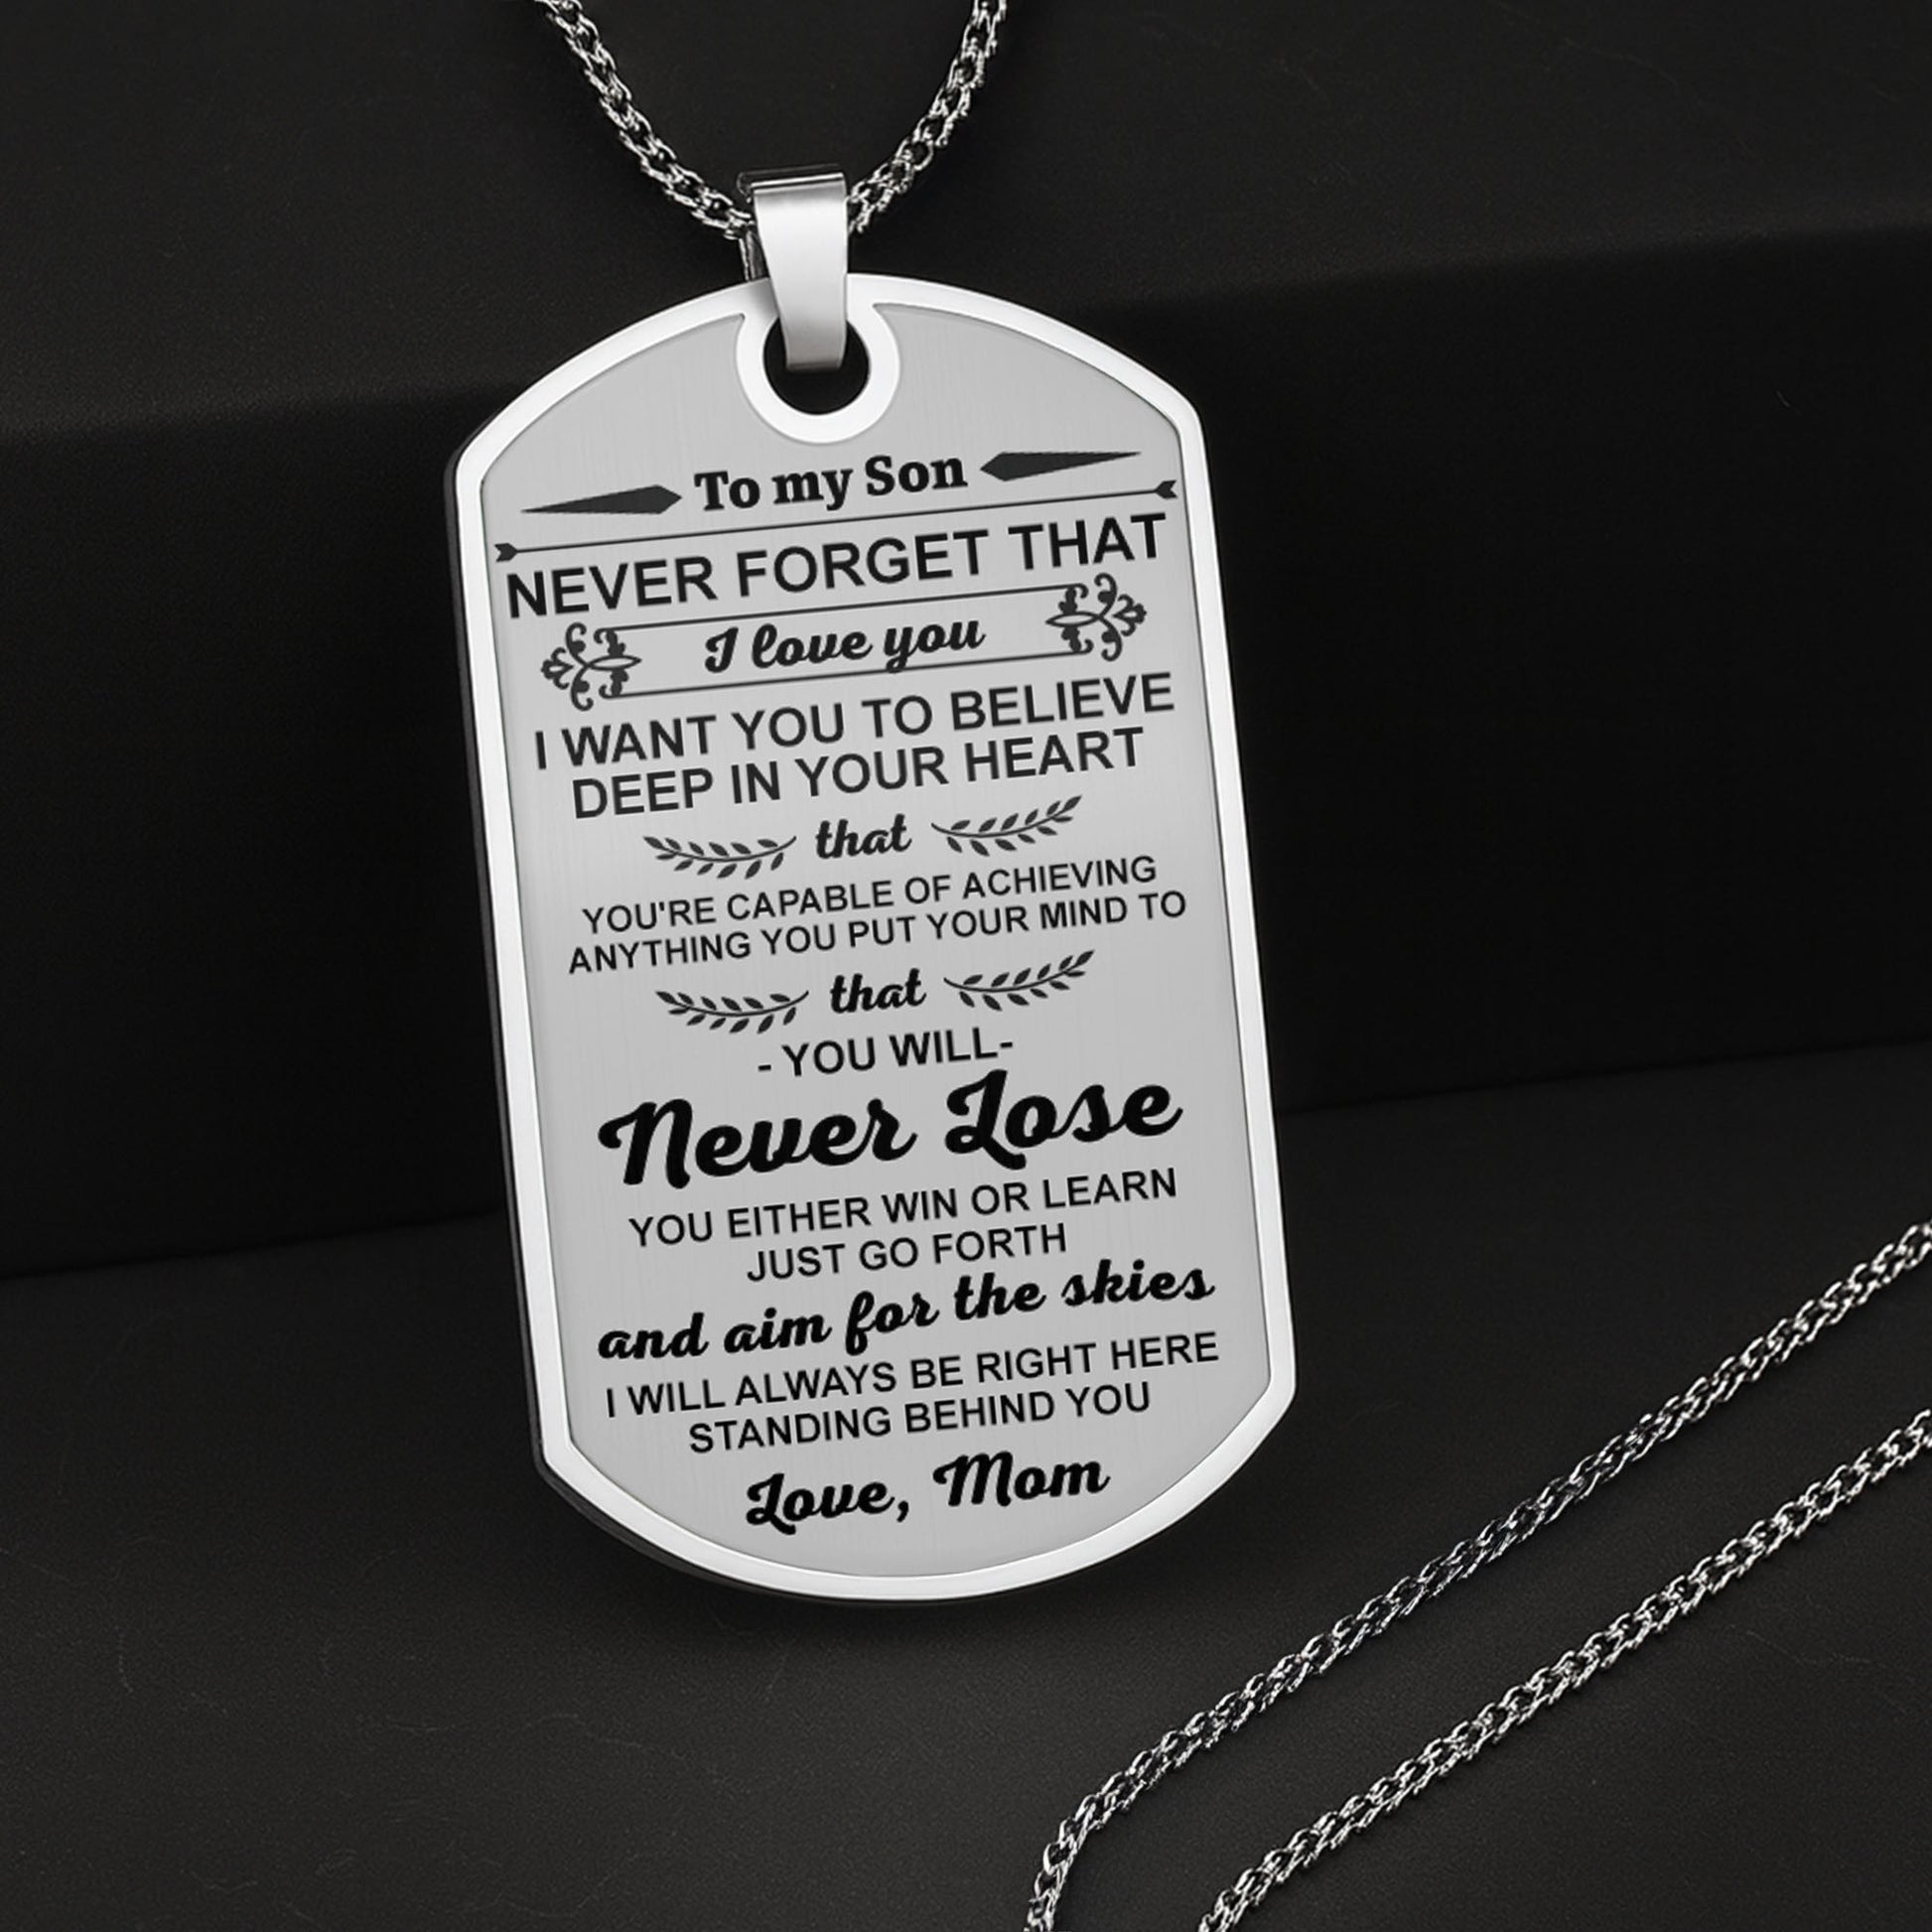 To my Son
NEVER FORGET THAT
I love you
I WANT YOU TO BELIEVE
DEEP IN YOUR HEART
that
YOU'RE CAPABLE OF ACHIEVING
ANYTHING YOU PUT YOUR MIND TO
that
- YOU WILL-
Never Lose
YOU EITHER WIN OR LEARN
JUST GO FORTH
and aim for the skies
I WILL ALWAYS BE RIGHT HERE
STANDING BEHIND YOU
Love, Mom